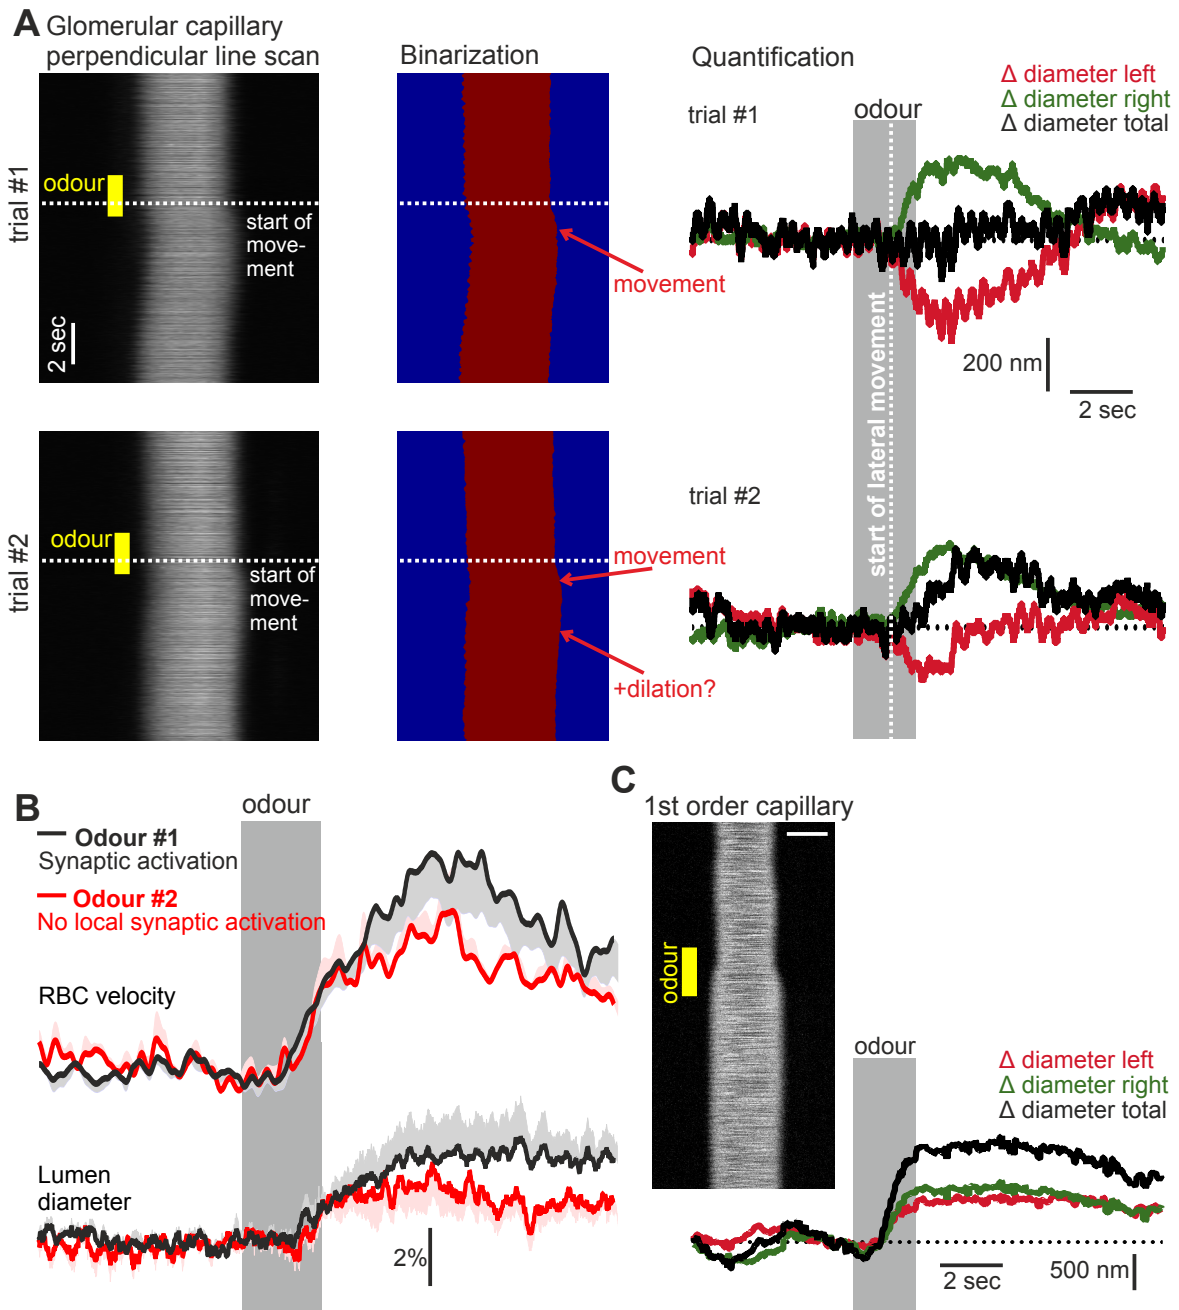 A Glomerular capillary
perpendicular line scan
Binarization
Quantification
Δ diameter left
Δ diameter right
Δ diameter total
trial #1
odour
trial #1
odour
start of
move-
ment
2 sec
movement
start of lateral movement
200 nm
2 sec
trial #2
odour
start of
move-
ment
movement
+dilation?
trial #2
B
odour
Odour #1
Synaptic activation
Odour #2
No local synaptic activation
RBC velocity
Lumen
diameter
2%
C
1st order capillary
odour
odour
Δ diameter left
Δ diameter right
Δ diameter total
2 sec
500 nm